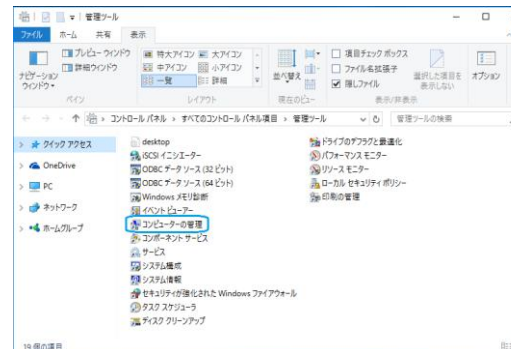 管理ツール
ファイル ホーム 共有 表示
ナビゲーション ウィンドウ
プレビュー ウィンドウ
詳細ウィンドウ
ペイン
特大アイコン 大アイコン
中アイコン 小アイコン
一覧 詳細
レイアウト
並べ替え
現在のビュー
項目チェック ボックス
ファイル名拡張子
隠しファイル
選択した項目を 表示しない
表示/非表示
オプション
コントロール パネル › すべてのコントロール パネル項目 › 管理ツール
管理ツールの検索
クイック アクセス
OneDrive
PC
ネットワーク
ホームグループ
desktop
iSCSI イニシエーター
ODBC データ ソース (32 ビット)
ODBC データ ソース (64 ビット)
Windows メモリ診断
イベント ビューアー
コンピューターの管理
コンポーネント サービス
サービス
システム構成
システム情報
セキュリティが強化された Windows ファイアウォール
タスク スケジューラ
ディスク クリーンアップ
ドライブのデフラグと最適化
パフォーマンス モニター
リソース モニター
ローカル セキュリティ ポリシー
印刷の管理
19 個の項目